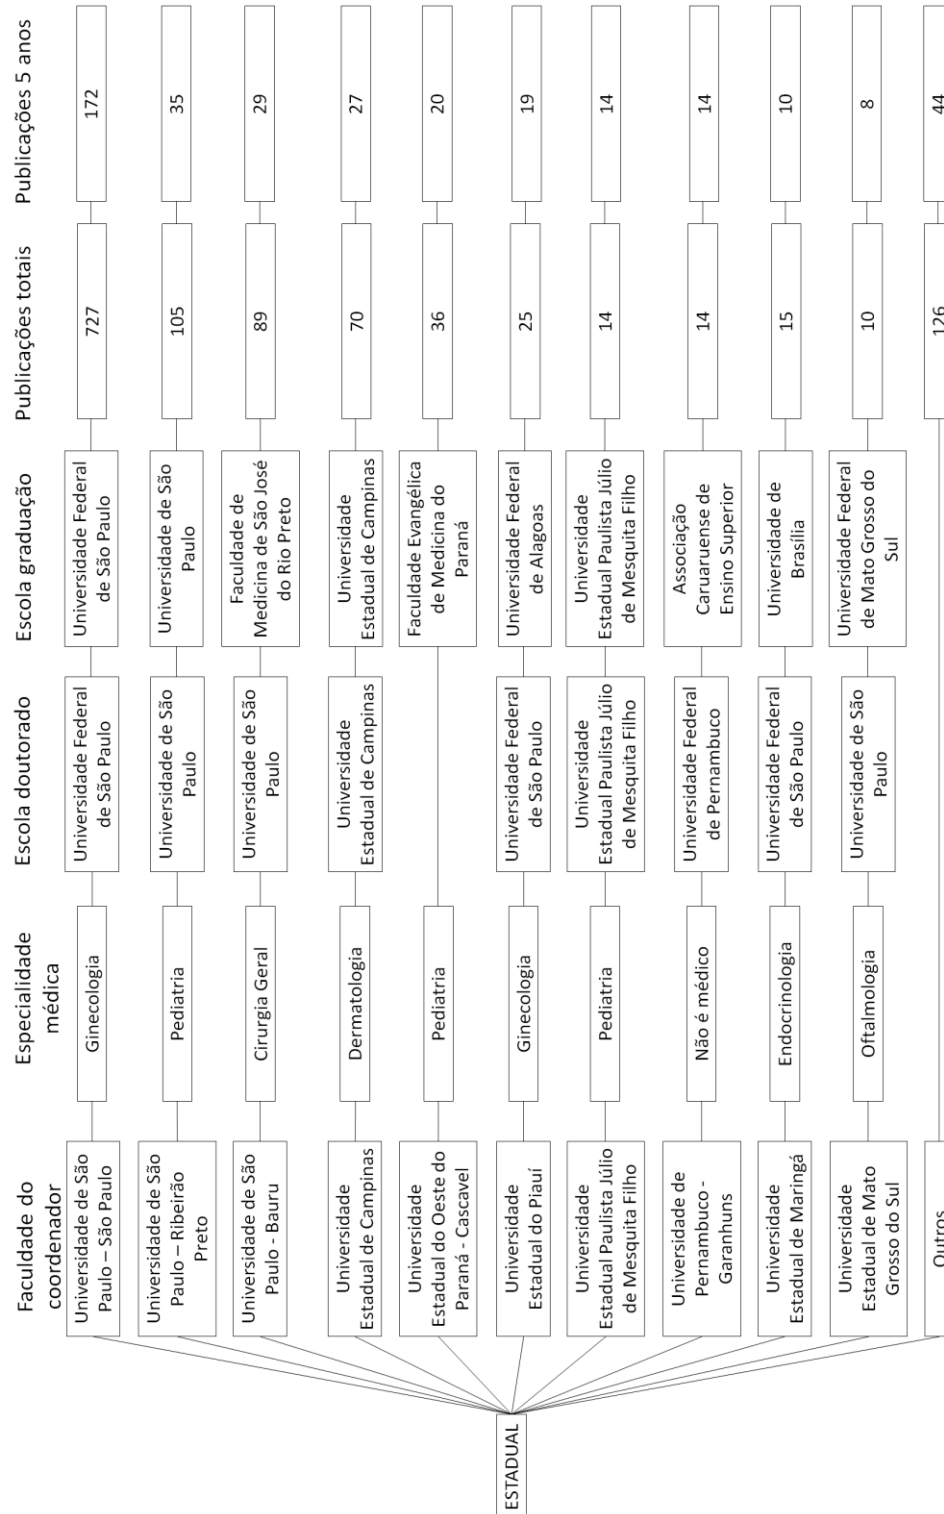 Faculdade do
coordenador
Especialidade
médica
Escola doutorado
Escola graduação
Publicações totais
Publicações 5 anos
ESTADUAL
Universidade de São
Paulo – São Paulo
Ginecologia
Universidade Federal
de São Paulo
Universidade Federal
de São Paulo
727
172
Universidade de São
Paulo – Ribeirão
Preto
Pediatria
Universidade de São
Paulo
Universidade de São
Paulo
105
35
Universidade de São
Paulo - Bauru
Cirurgia Geral
Universidade de São
Paulo
Faculdade de
Medicina de São José
do Rio Preto
89
29
Universidade
Estadual de Campinas
Dermatologia
Universidade
Estadual de Campinas
Universidade
Estadual de Campinas
70
27
Universidade
Estadual do Oeste do
Paraná - Cascavel
Pediatria
Faculdade Evangélica
de Medicina do
Paraná
36
20
Universidade
Estadual do Piauí
Ginecologia
Universidade Federal
de São Paulo
Universidade Federal
de Alagoas
25
19
Universidade
Estadual Paulista Júlio
de Mesquita Filho
Pediatria
Universidade
Estadual Paulista Júlio
de Mesquita Filho
Universidade
Estadual Paulista Júlio
de Mesquita Filho
14
14
Universidade de
Pernambuco -
Garanhuns
Não é médico
Universidade Federal
de Pernambuco
Associação
Caruaruense de
Ensino Superior
14
14
Universidade
Estadual de Maringá
Endocrinologia
Universidade Federal
de São Paulo
Universidade de
Brasília
15
10
Universidade
Estadual de Mato
Grosso do Sul
Oftalmologia
Universidade de São
Paulo
Universidade Federal
de Mato Grosso do
Sul
10
8
Outros
126
44